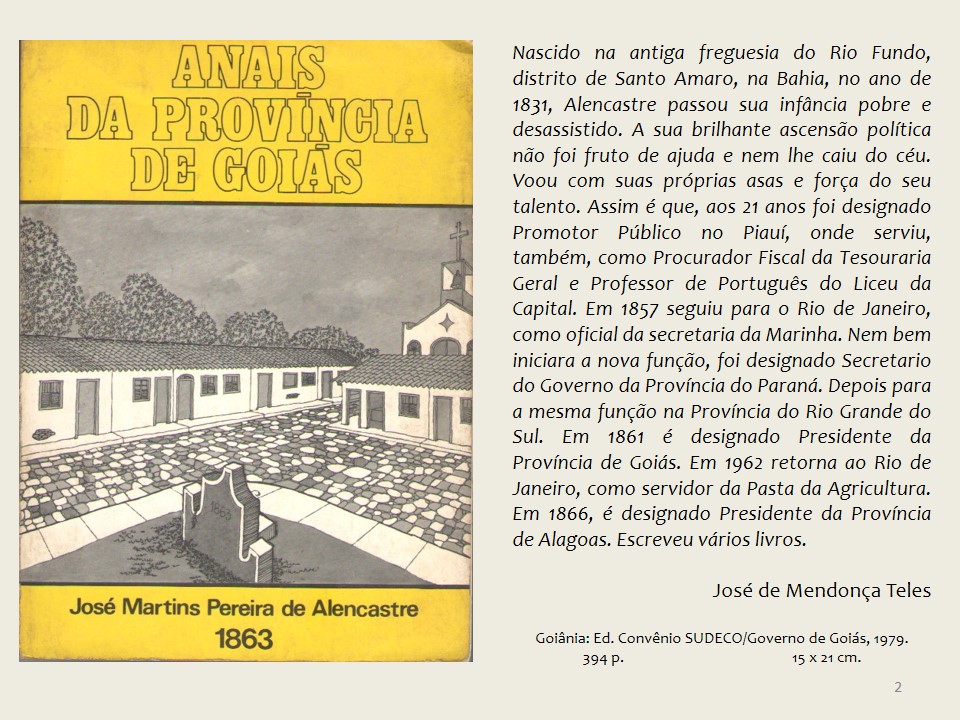 ANAIS
DA PROVÍNCIA
DE GOIÁS
José Martins Pereira de Alencastre
1863
Nascido na antiga freguesia do Rio Fundo,
distrito de Santo Amaro, na Bahia, no ano de
1831, Alencastre passou sua infância pobre e
desassistido. A sua brilhante ascensão política
não foi fruto de ajuda e nem lhe caiu do céu.
Voou com suas próprias asas e força do seu
talento. Assim é que, aos 21 anos foi designado
Promotor Público no Piauí, onde serviu,
também, como Procurador Fiscal da Tesouraria
Geral e Professor de Português do Liceu da
Capital. Em 1857 seguiu para o Rio de Janeiro,
como oficial da secretaria da Marinha. Nem bem
iniciara a nova função, foi designado Secretario
do Governo da Província do Paraná. Depois para
a mesma função na Província do Rio Grande do
Sul. Em 1861 é designado Presidente da
Província de Goiás. Em 1962 retorna ao Rio de
Janeiro, como servidor da Pasta da Agricultura.
Em 1866, é designado Presidente da Província
de Alagoas. Escreveu vários livros.
José de Mendonça Teles
Goiânia: Ed. Convênio SUDECO/Governo de Goiás, 1979.
394 p. 15 x 21 cm.
2